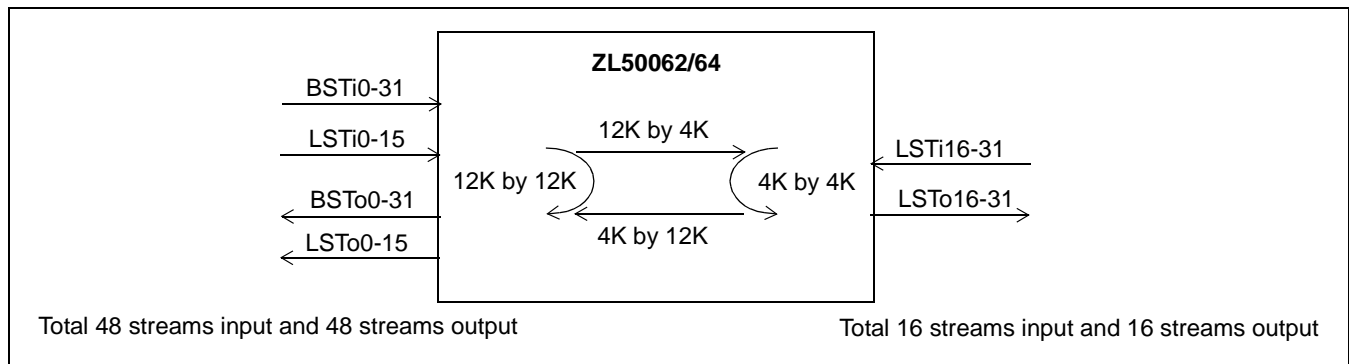 ZL50062/64
BSTi0-31
LSTi0-15
BSTo0-31
LSTo0-15
12K by 4K
12K by 12K
4K by 4K
4K by 12K
LSTi16-31
LSTo16-31
Total 48 streams input and 48 streams output
Total 16 streams input and 16 streams output